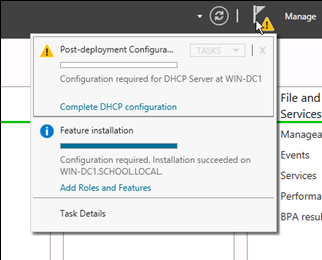 Manage
Post-deployment Configura...
TASKS
X
Configuration required for DHCP Server at WIN-DC1
Complete DHCP configuration
Feature installation
Configuration required. Installation succeeded on
WIN-DC1.SCHOOL.LOCAL.
Add Roles and Features
Task Details
File and
Services
Managea
Events
Services
Performa
BPA resul